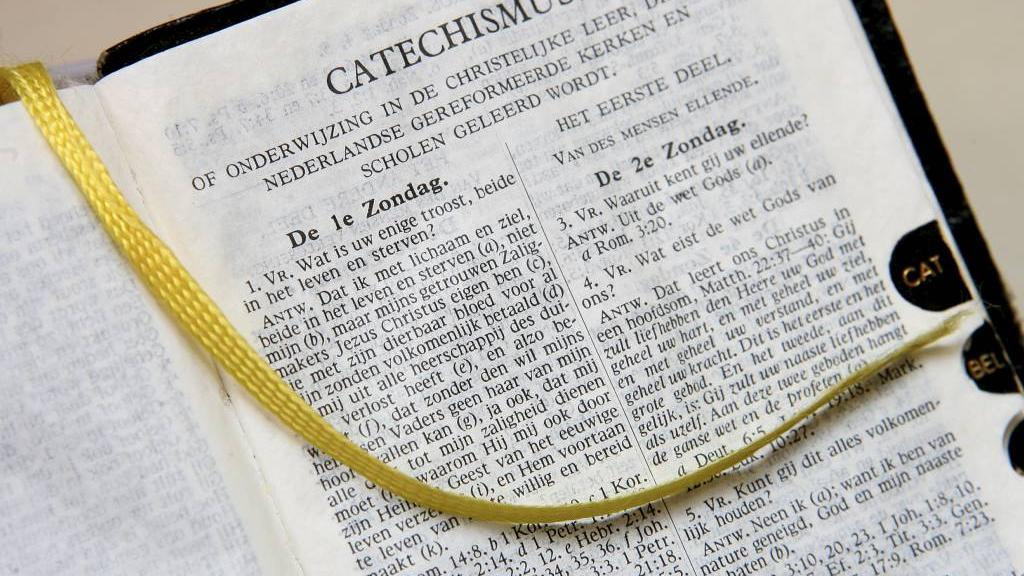 CATECHISMUS
OF ONDERWIJZING IN DE CHRISTELIJKE LEER, DI
NEDERLANDSE GEREFORMEERDE KERKEN EN
SCHOLEN GELEERD WORDT.
De 1e Zondag.
1. VR. Wat is uw enige troost, beide
in het leven en sterven?
ANTW. Dat ik met lichaam en ziel,
beide in het leven en sterven (a), niet
mijn (b), maar mijns getrouwen Zalig-
makers Jezus Christus eigen ben (c),
met zijn dierbaar bloed voor al
zonden volkomenlijk betaald (d)
mij uit alle heerschappij des dui-
verlost heeft (e), en alzo be-
(f), dat zonder den wil mijns
Vaders geen haar van mijn
kan (g), ja ook, dat mij
tot mijn zaligheid dienen
waarom Hij mij ook door
Geest van het eeuwige
(i), en Hem voortaan
willig en bereid
maakt (k).
HET EERSTE DEEL.
VAN DES MENSEN ELLENDE.
De 2e Zondag.
3. VR. Waaruit kent gij uw ellende?
ANTW. Uit de wet Gods (a).
a Rom. 3:20.
4. VR. Wat eist de wet Gods van
ons?
ANTW. Dat leert ons Christus in
een hoofdsom, Matth. 22:37-40: Gij
zult liefhebben den Heere uw God met
geheel uw hart, en met geheel uw ziel,
en met geheel uw verstand, en met
geheel uw kracht. Dit is het eerste en het
grote gebod. En het tweede, aan dit
gelijk, is: Gij zult uw naaste liefhebben
als uzelf. Aan deze twee geboden hangt
de ganse wet en de profeten
a Deut. 6:5.
5. VR. Kunt gij dit alles volkomen-
lijk houden?
ANTW. Neen ik (a); want ik ben van
nature geneigd, God en mijn naaste
haten (b).
CAT
BEL